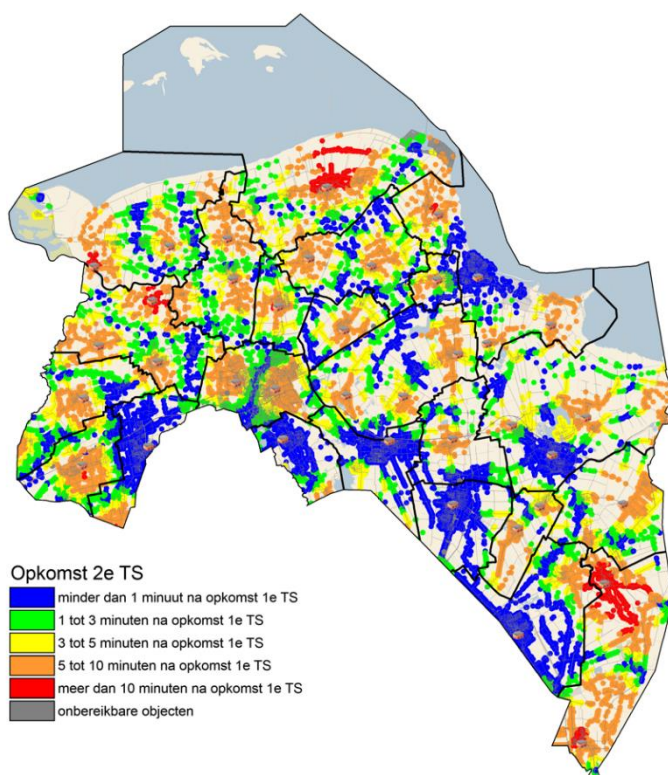 Opkomst 2e TS
minder dan 1 minuut na opkomst 1e TS
1 tot 3 minuten na opkomst 1e TS
3 tot 5 minuten na opkomst 1e TS
5 tot 10 minuten na opkomst 1e TS
meer dan 10 minuten na opkomst 1e TS
onbereikbare objecten